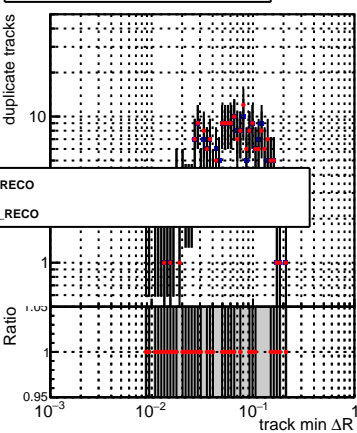 duplicate tracks
10
RECO
_RECO
1
1.05
Ratio
1
0.95
10⁻³
10⁻²
10⁻¹
1
track min ΔR